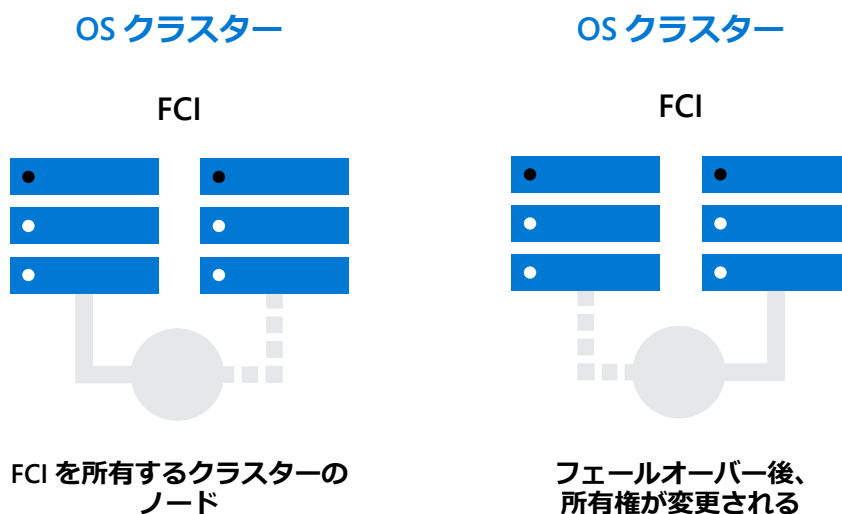 OS クラスター
FCI
FCI を所有するクラスターの
ノード
OS クラスター
FCI
フェールオーバー後、
所有権が変更される